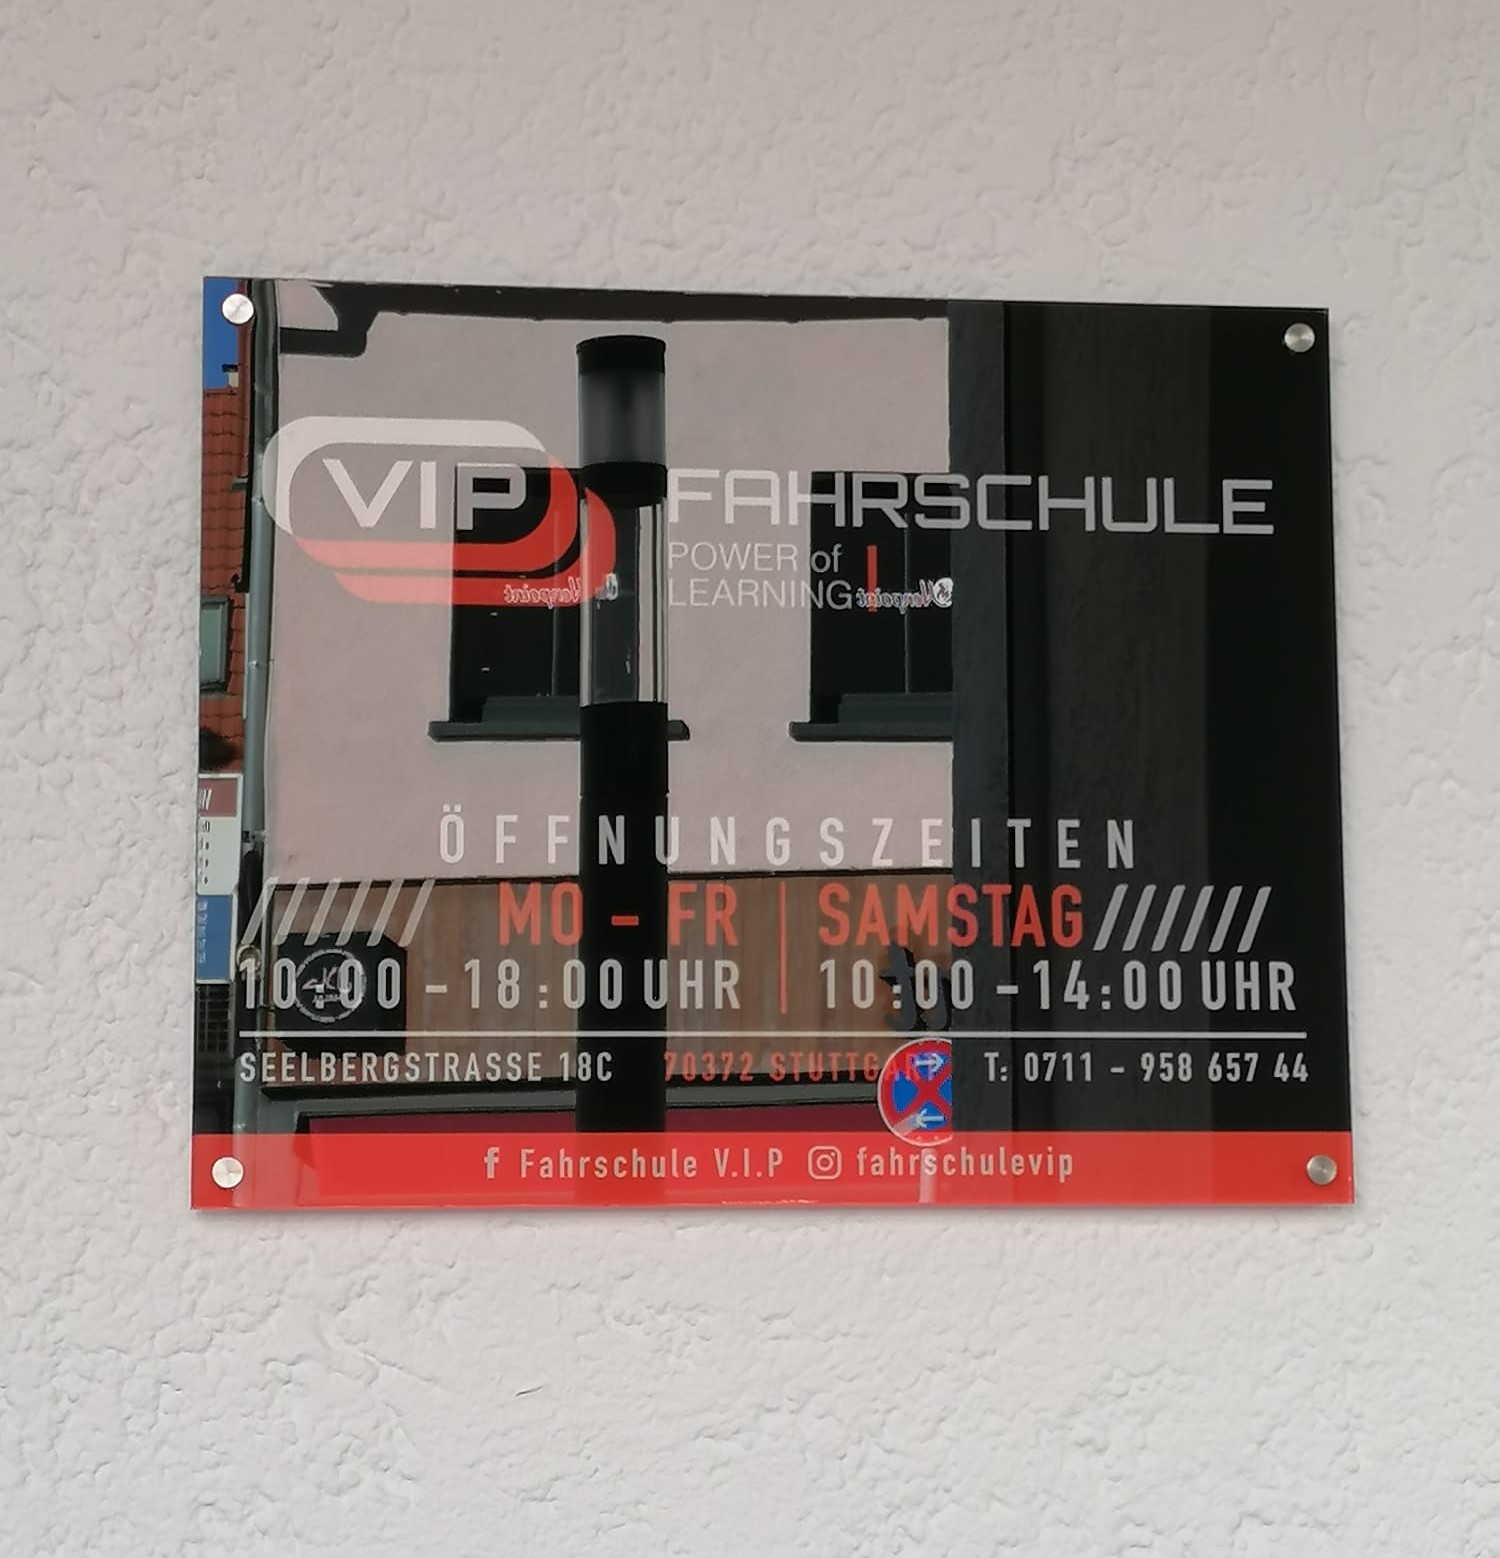 VIP FAHRSCHULE
POWER of
LEARNING
ÖFFNUNGSZEITEN
MO - FR | SAMSTAG
10:00 - 18:00 UHR | 10:00 - 14:00 UHR
SEELBERGSTRASSE 18C 70372 STUTTGART T: 0711 - 958 657 44
f Fahrschule V.I.P fahrschulevip